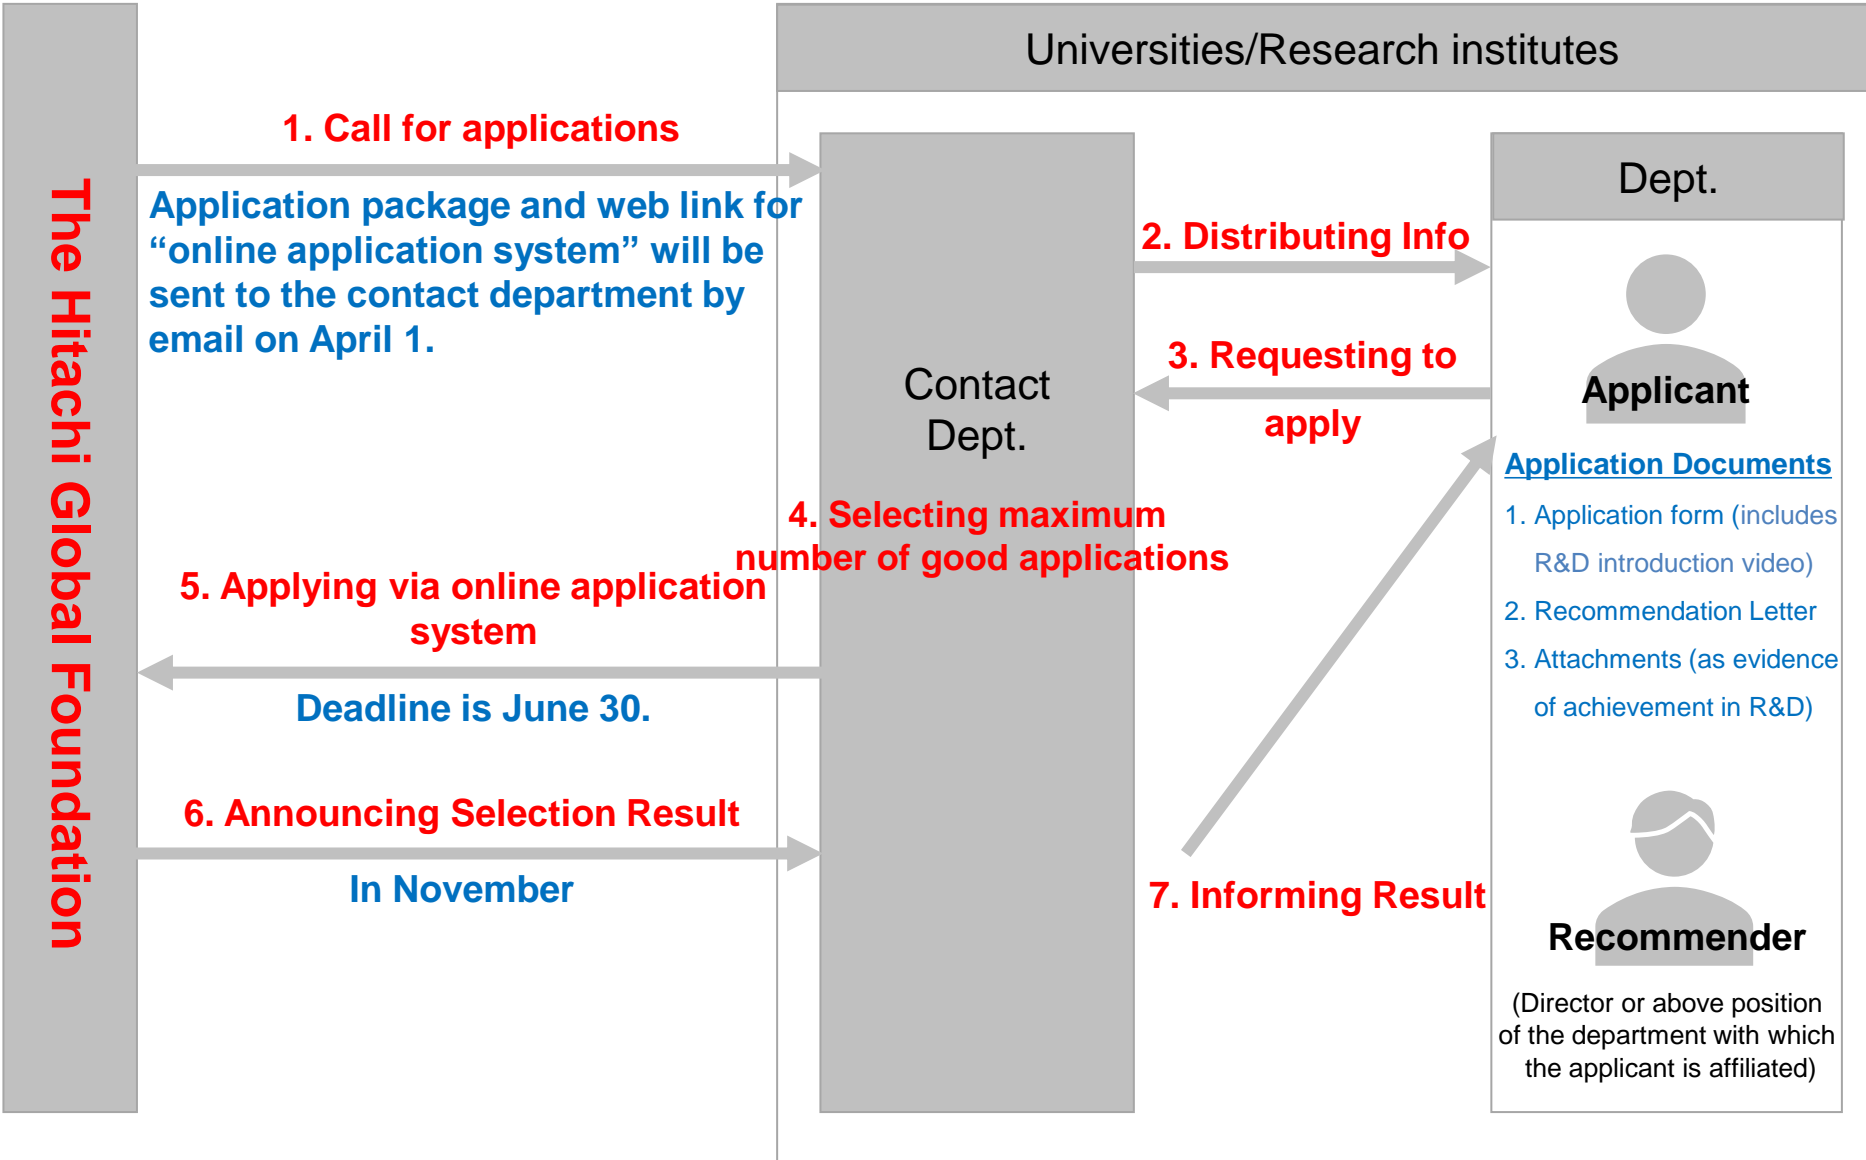 The Hitachi Global Foundation
Universities/Research institutes
1. Call for applications
Application package and web link for
“online application system” will be
sent to the contact department by
email on April 1.
Contact
Dept.
2. Distributing Info
3. Requesting to
apply
4. Selecting maximum
number of good applications
5. Applying via online application
system
Deadline is June 30.
6. Announcing Selection Result
In November
7. Informing Result
Dept.
Applicant
Application Documents
1. Application form (includes
R&D introduction video)
2. Recommendation Letter
3. Attachments (as evidence
of achievement in R&D)
Recommender
(Director or above position
of the department with which
the applicant is affiliated)